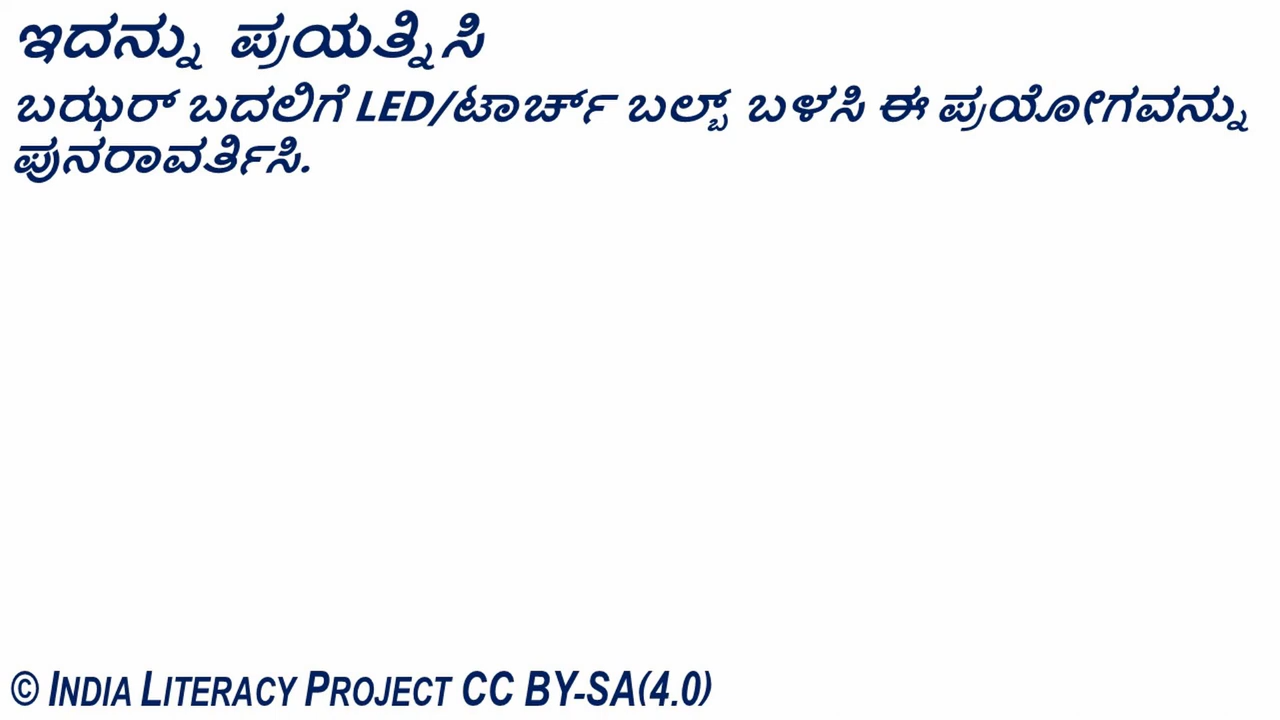 ಇದನ್ನು ಪ್ರಯತ್ನಿಸಿ
ಬಝರ್ ಬದಲಿಗೆ LED/ಟಾರ್ಚ್ ಬಲ್ಬ್ ಬಳಸಿ ಈ ಪ್ರಯೋಗವನ್ನು
ಪುನರಾವರ್ತಿಸಿ.
© INDIA LITERACY PROJECT CC BY-SA(4.0)